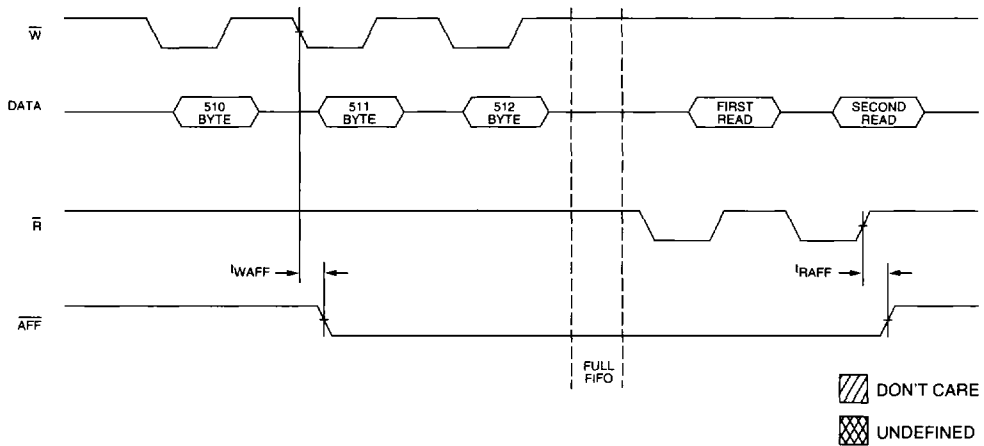 W
DATA
510
BYTE
511
BYTE
512
BYTE
FIRST
READ
SECOND
READ
R
tWAFF
tRAFF
AFF
FULL
FIFO
DON'T CARE
UNDEFINED